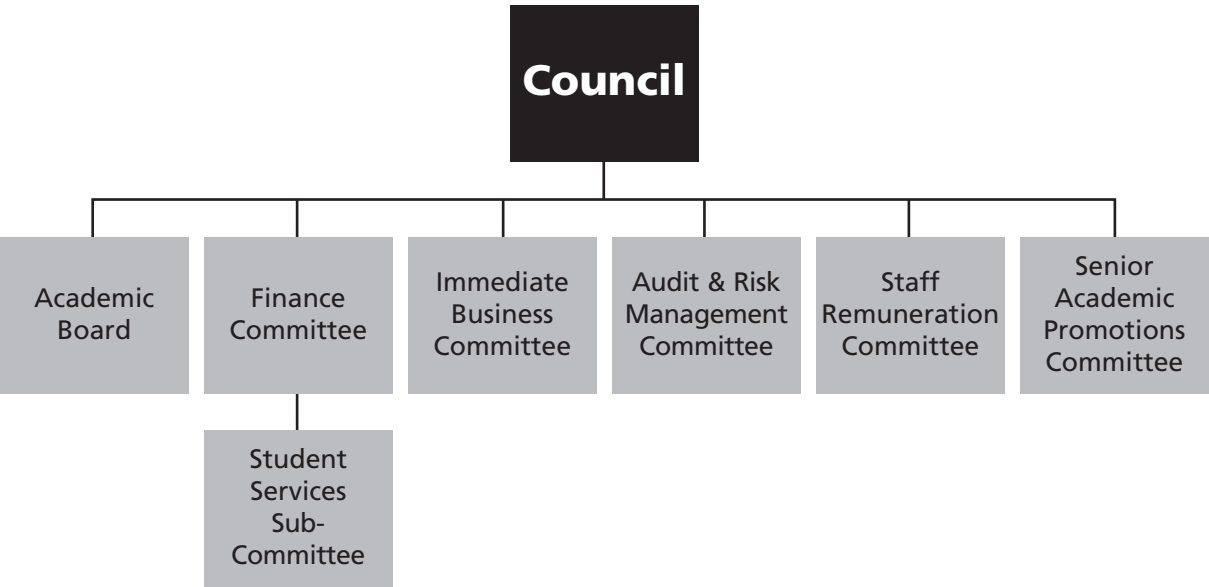 Council
Academic
Board
Finance
Committee
Immediate
Business
Committee
Audit & Risk
Management
Committee
Staff
Remuneration
Committee
Senior
Academic
Promotions
Committee
Student
Services
Sub-
Committee